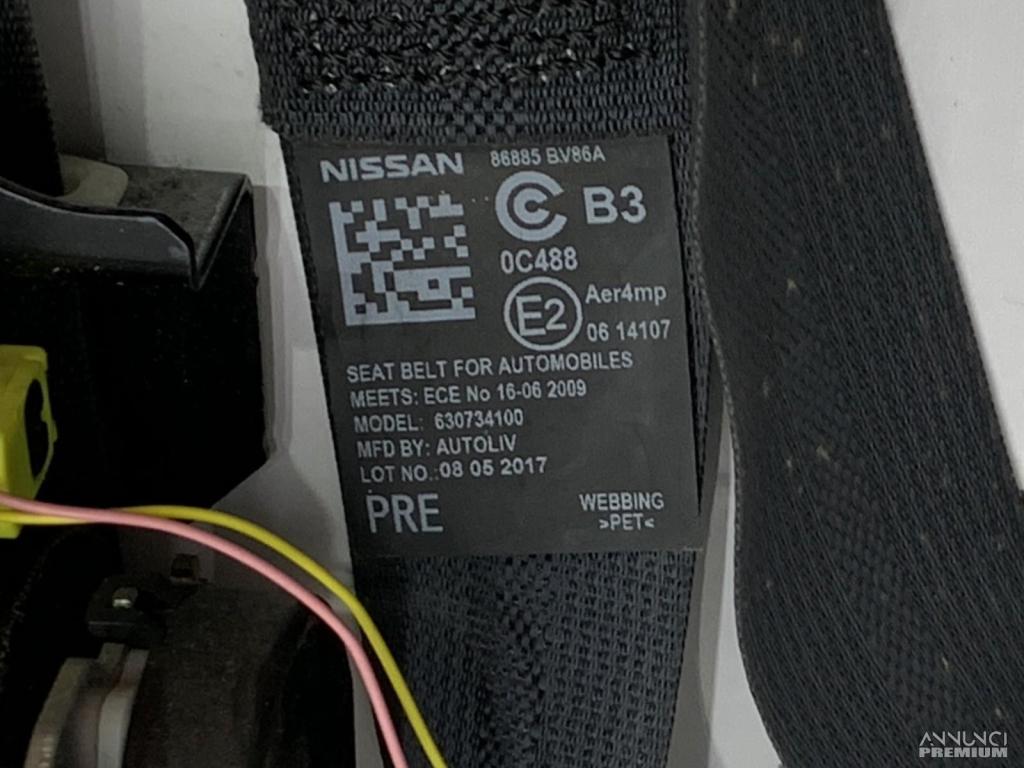 NISSAN 86885 BV86A
C B3
0C488
E2 Aer4mp
06 14107
SEAT BELT FOR AUTOMOBILES
MEETS: ECE No 16-06 2009
MODEL: 630734100
MFD BY: AUTOLIV
LOT NO.:08 05 2017
PRE
WEBBING
>PET<
ANNUNCI
PREMIUM